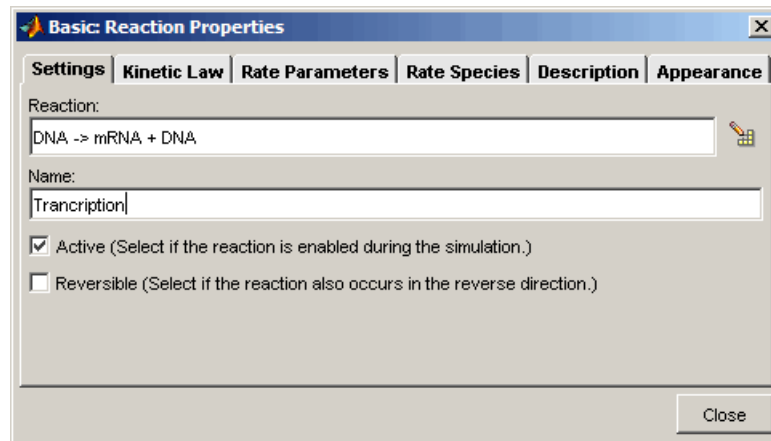 Basic: Reaction Properties
Settings Kinetic Law Rate Parameters Rate Species Description Appearance
Reaction:
DNA -> mRNA + DNA
Name:
Trancription
Active (Select if the reaction is enabled during the simulation.)
Reversible (Select if the reaction also occurs in the reverse direction.)
Close